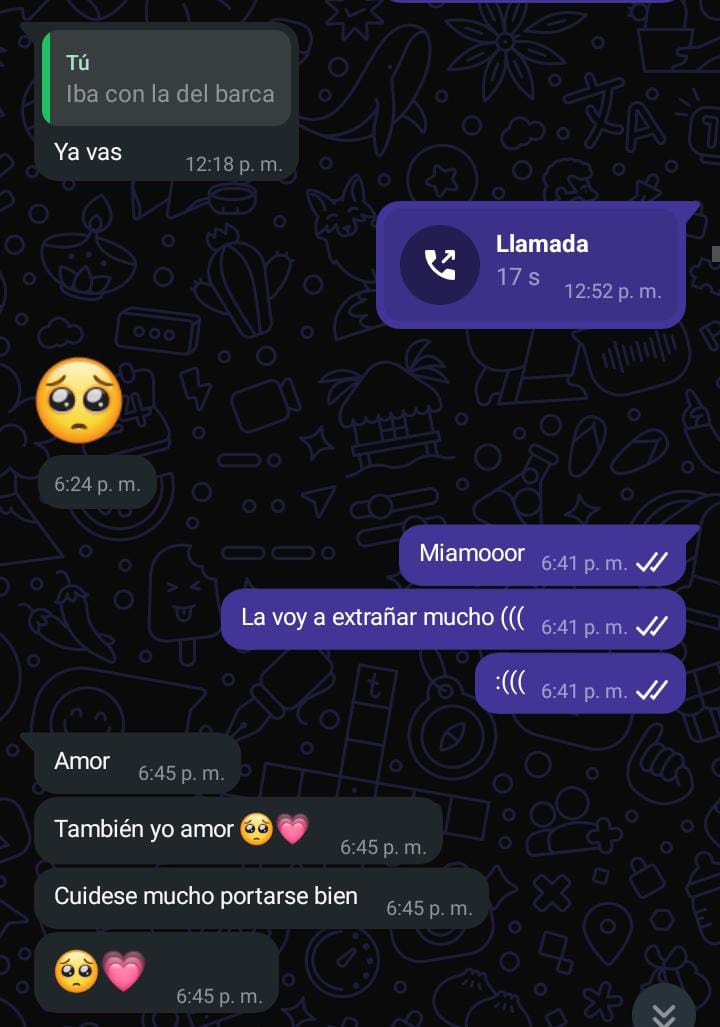 Tú
Iba con la del barca
Ya vas 12:18 p. m.
Llamada
17 s 12:52 p. m.
🥺
6:24 p. m.
Miamooor 6:41 p. m.
La voy a extrañar mucho ((( 6:41 p. m.
:((( 6:41 p. m.
Amor 6:45 p. m.
También yo amor 🥺💗 6:45 p. m.
Cuidese mucho portarse bien 6:45 p. m.
🥺💗 6:45 p. m.